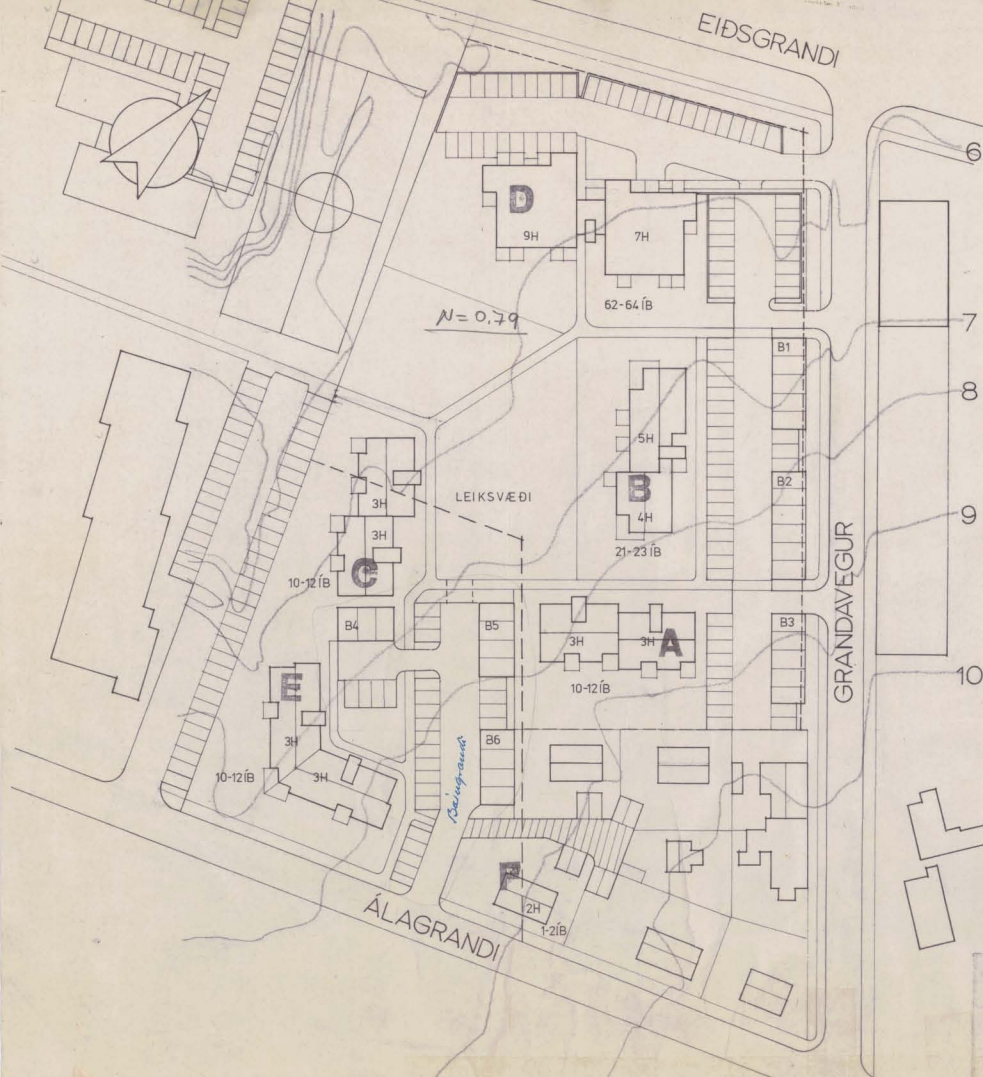 EIÐSGRANDI
6
D
9H
7H
62-64 ÍB
N=0,79
7
B1
8
5H
B
4H
B2
21-23 ÍB
LEIKSVÆÐI
3H
3H
C
10-12 ÍB
9
GRANDAVEGUR
B4
B5
3H
3H
A
10-12 ÍB
B3
10
E
3H
3H
10-12 ÍB
B6
F
2H
1-2 ÍB
ÁLAGRANDI